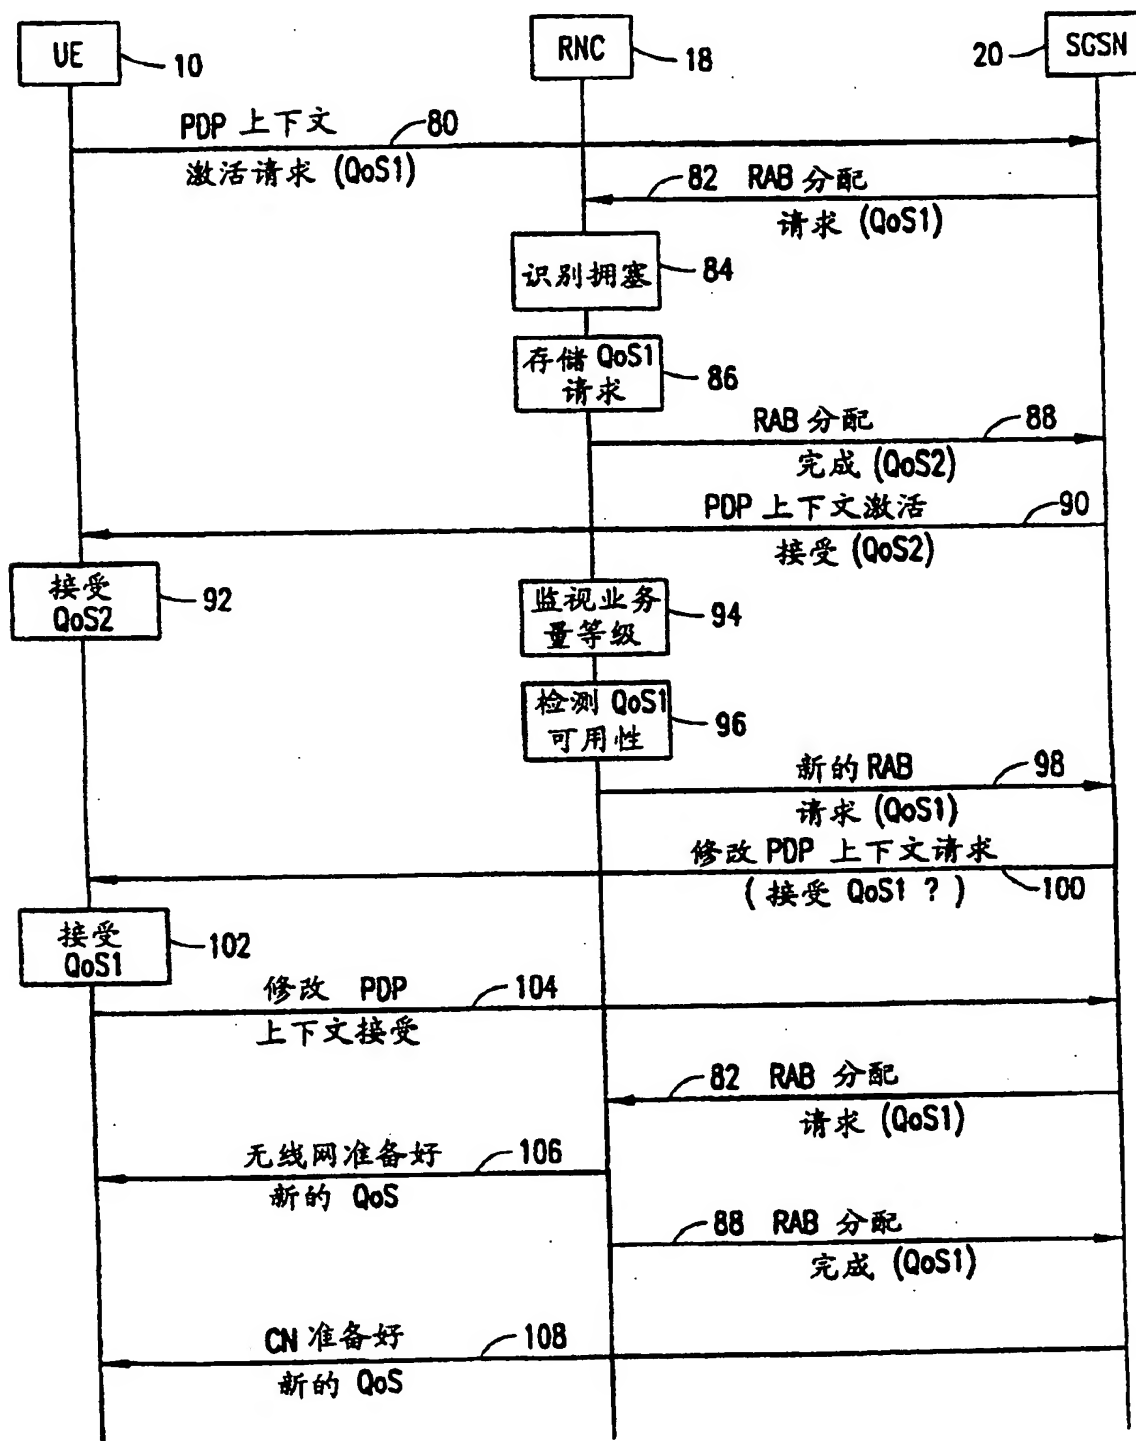 UE
10
RNC
18
20
SGSN
PDP 上下文
80
激活请求 (QoS1)
82 RAB 分配
请求 (QoS1)
识别拥塞
84
存储 QoS1
请求
86
RAB 分配
88
完成 (QoS2)
PDP 上下文激活
90
接受 (QoS2)
接受
QoS2
92
监视业务
量等级
94
检测 QoS1
可用性
96
新的 RAB
98
请求 (QoS1)
修改 PDP 上下文请求
(接受 QoS1 ?)
100
接受
QoS1
102
修改 PDP
104
上下文接受
82 RAB 分配
请求 (QoS1)
无线网准备好
106
新的 QoS
88 RAB 分配
完成 (QoS1)
CN 准备好
108
新的 QoS